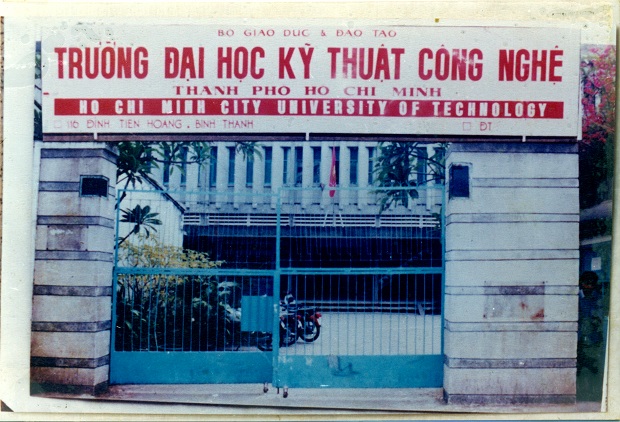 BỘ GIÁO DỤC & ĐÀO TẠO
TRƯỜNG ĐẠI HỌC KỸ THUẬT CÔNG NGHỆ
THÀNH PHỐ HỒ CHÍ MINH
HO CHI MINH CITY UNIVERSITY OF TECHNOLOGY
116 ĐINH TIÊN HOÀNG, BÌNH THẠNH ĐT